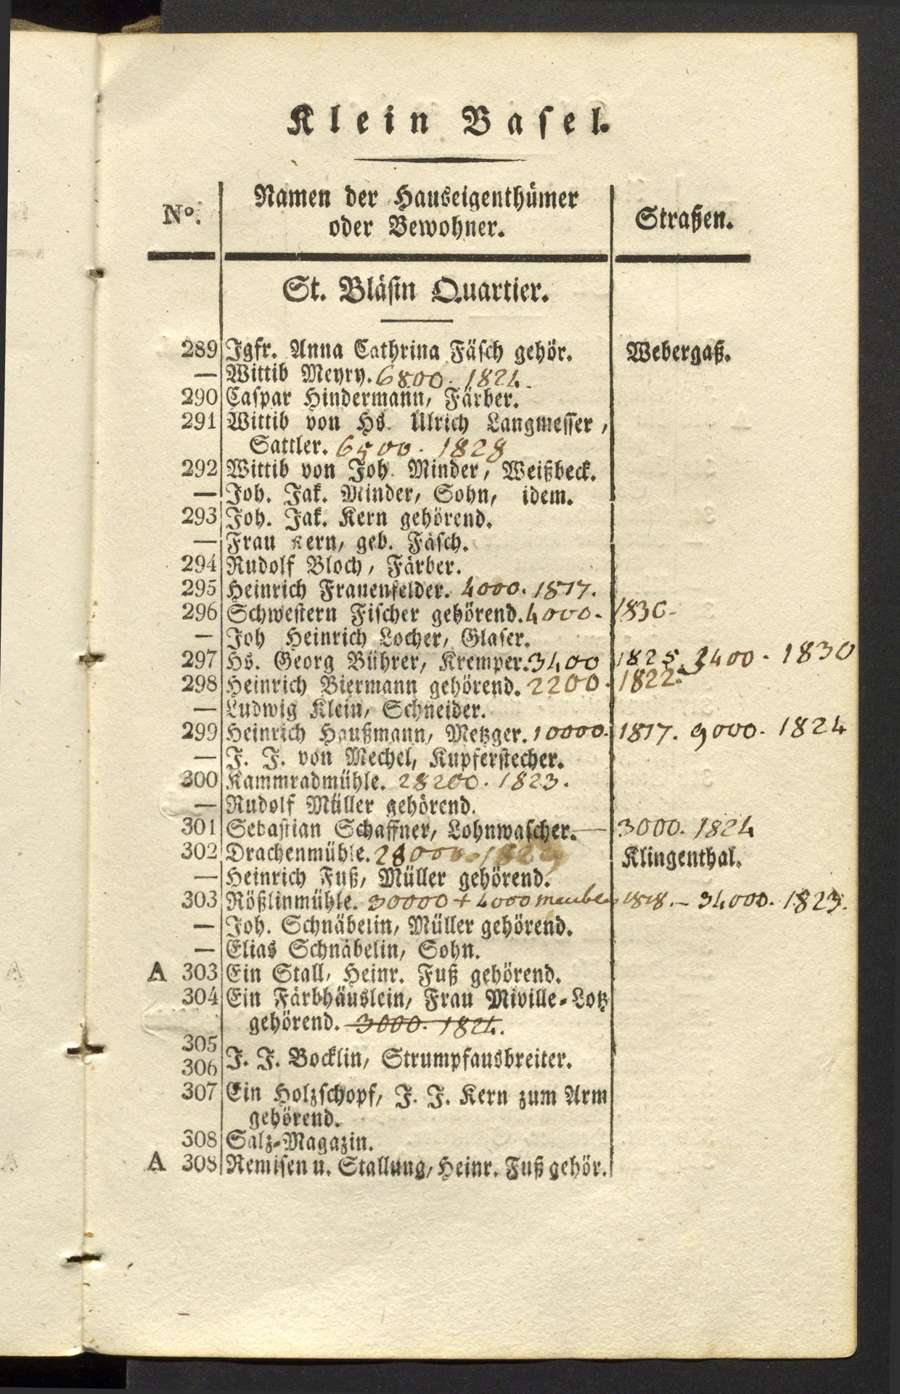 Klein Basel.
No. Namen der Hauseigenthümer oder Bewohner. Straßen.
St. Bläsin Quartier.
289 Jgfr. Anna Cathrina Fäsch gehör. Webergaß.
— Wittib Meyry. 6800. 1824.
290 Caspar Hindermann, Färber.
291 Wittib von Hs. Ulrich Langmesser,
Sattler. 6500. 1828
292 Wittib von Joh. Minder, Weißbeck.
— Joh. Jak. Minder, Sohn, idem.
293 Joh. Jak. Kern gehörend.
— Frau Kern, geb. Fäsch.
294 Rudolf Bloch, Färber.
295 Heinrich Frauenfelder. 4000. 1817.
296 Schwestern Fischer gehörend. 4000. 1830.
— Joh Heinrich Locher, Glaser.
297 Hs. Georg Bührer, Kremper. 3400 1825. 3400. 1830
298 Heinrich Biermann gehörend. 2200. 1822.
— Ludwig Klein, Schneider.
299 Heinrich Haußmann, Metzger. 10000. 1817. 9000. 1824
— J. J. von Mechel, Kupferstecher.
300 Kammradmühle. 28200. 1823.
— Rudolf Müller gehörend.
301 Sebastian Schaffner, Lohnwascher. — 3000. 1824
302 Drachenmühle. 28000. Klingenthal.
— Heinrich Fuß, Müller gehörend.
303 Rößlinmühle. 30000 + 4000 meubles 1818. — 34000. 1823.
— Joh. Schnäbelin, Müller gehörend.
— Elias Schnäbelin, Sohn.
A 303 Ein Stall, Heinr. Fuß gehörend.
304 Ein Färbhäuslein, Frau Miville-Lotz
gehörend. 3000. 1824.
305
306 J. J. Bocklin, Strumpfausbreiter.
307 Ein Holzschopf, J. J. Kern zum Arm
gehörend.
308 Salz-Magazin.
A 308 Remisen u. Stallung, Heinr. Fuß gehör.